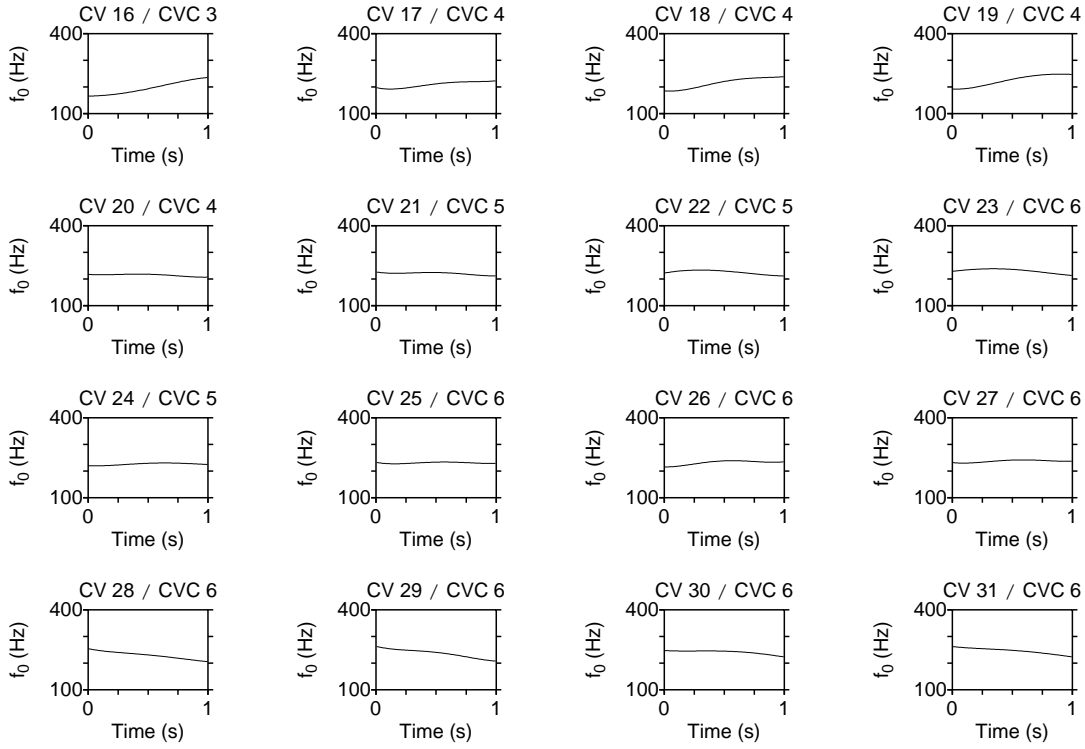 CV 16 / CVC 3 CV 17 / CVC 4 CV 18 / CVC 4 CV 19 / CVC 4
400 400 400 400
f0 (Hz) f0 (Hz) f0 (Hz) f0 (Hz)
100 100 100 100
0 1 0 1 0 1 0 1
Time (s) Time (s) Time (s) Time (s)
CV 20 / CVC 4 CV 21 / CVC 5 CV 22 / CVC 5 CV 23 / CVC 6
400 400 400 400
f0 (Hz) f0 (Hz) f0 (Hz) f0 (Hz)
100 100 100 100
0 1 0 1 0 1 0 1
Time (s) Time (s) Time (s) Time (s)
CV 24 / CVC 5 CV 25 / CVC 6 CV 26 / CVC 6 CV 27 / CVC 6
400 400 400 400
f0 (Hz) f0 (Hz) f0 (Hz) f0 (Hz)
100 100 100 100
0 1 0 1 0 1 0 1
Time (s) Time (s) Time (s) Time (s)
CV 28 / CVC 6 CV 29 / CVC 6 CV 30 / CVC 6 CV 31 / CVC 6
400 400 400 400
f0 (Hz) f0 (Hz) f0 (Hz) f0 (Hz)
100 100 100 100
0 1 0 1 0 1 0 1
Time (s) Time (s) Time (s) Time (s)